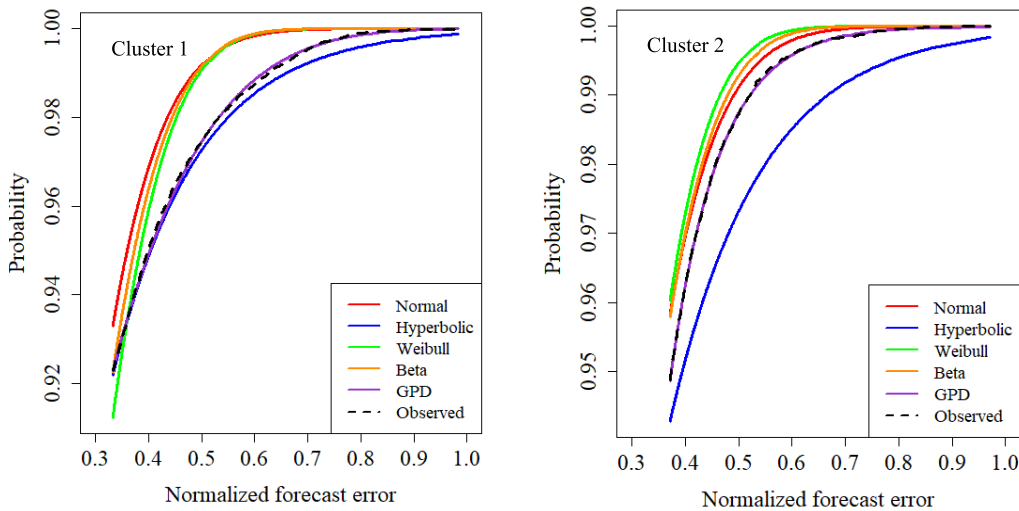 Cluster 1
Probability
1.00
0.98
0.96
0.94
0.92
Normal
Hyperbolic
Weibull
Beta
GPD
Observed
0.3 0.4 0.5 0.6 0.7 0.8 0.9 1.0
Normalized forecast error
Cluster 2
Probability
1.00
0.99
0.98
0.97
0.96
0.95
Normal
Hyperbolic
Weibull
Beta
GPD
Observed
0.3 0.4 0.5 0.6 0.7 0.8 0.9 1.0
Normalized forecast error